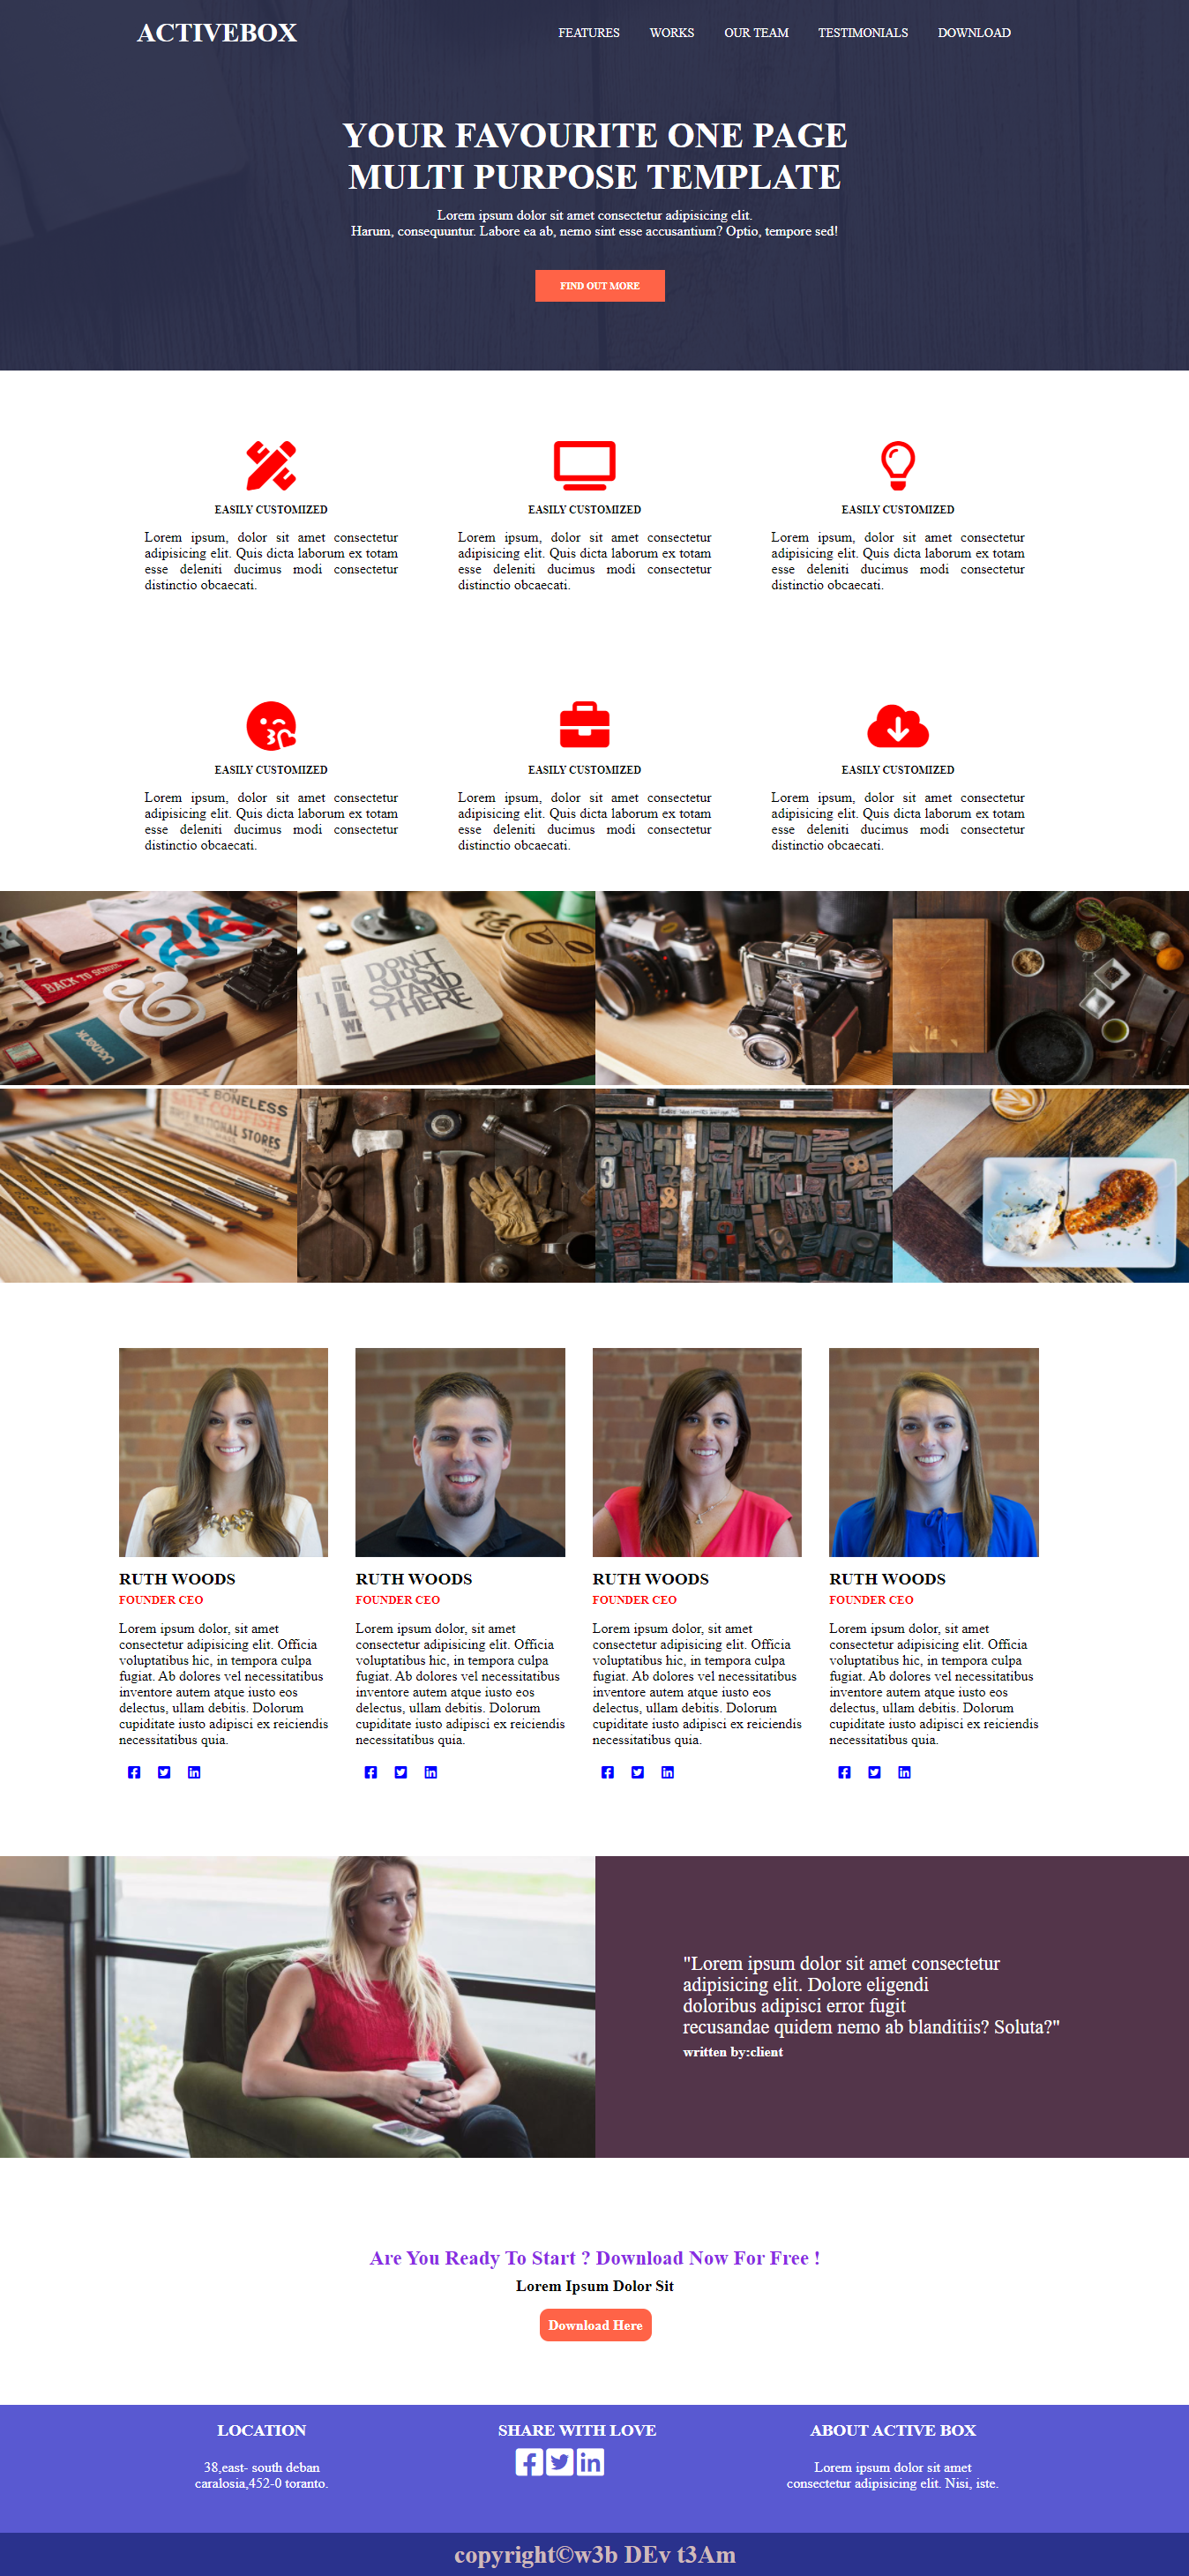 ACTIVEBOX
FEATURES WORKS OUR TEAM TESTIMONIALS DOWNLOAD
YOUR FAVOURITE ONE PAGE
MULTI PURPOSE TEMPLATE
Lorem ipsum dolor sit amet consectetur adipisicing elit.
Harum, consequuntur. Labore ea ab, nemo sint esse accusantium? Optio, tempore sed!
FIND OUT MORE
EASILY CUSTOMIZED
Lorem ipsum, dolor sit amet consectetur
adipisicing elit. Quis dicta laborum ex totam
esse deleniti ducimus modi consectetur
distinctio obcaecati.
EASILY CUSTOMIZED
Lorem ipsum, dolor sit amet consectetur
adipisicing elit. Quis dicta laborum ex totam
esse deleniti ducimus modi consectetur
distinctio obcaecati.
EASILY CUSTOMIZED
Lorem ipsum, dolor sit amet consectetur
adipisicing elit. Quis dicta laborum ex totam
esse deleniti ducimus modi consectetur
distinctio obcaecati.
EASILY CUSTOMIZED
Lorem ipsum, dolor sit amet consectetur
adipisicing elit. Quis dicta laborum ex totam
esse deleniti ducimus modi consectetur
distinctio obcaecati.
EASILY CUSTOMIZED
Lorem ipsum, dolor sit amet consectetur
adipisicing elit. Quis dicta laborum ex totam
esse deleniti ducimus modi consectetur
distinctio obcaecati.
EASILY CUSTOMIZED
Lorem ipsum, dolor sit amet consectetur
adipisicing elit. Quis dicta laborum ex totam
esse deleniti ducimus modi consectetur
distinctio obcaecati.
BACK TO SCHOOL
&
DON'T
JUST
STAND
THERE
BONELESS
NATIONAL STORES
RUTH WOODS
FOUNDER CEO
Lorem ipsum dolor, sit amet
consectetur adipisicing elit. Officia
voluptatibus hic, in tempora culpa
fugiat. Ab dolores vel necessitatibus
inventore autem atque iusto eos
delectus, ullam debitis. Dolorum
cupiditate iusto adipisci ex reiciendis
necessitatibus quia.
RUTH WOODS
FOUNDER CEO
Lorem ipsum dolor, sit amet
consectetur adipisicing elit. Officia
voluptatibus hic, in tempora culpa
fugiat. Ab dolores vel necessitatibus
inventore autem atque iusto eos
delectus, ullam debitis. Dolorum
cupiditate iusto adipisci ex reiciendis
necessitatibus quia.
RUTH WOODS
FOUNDER CEO
Lorem ipsum dolor, sit amet
consectetur adipisicing elit. Officia
voluptatibus hic, in tempora culpa
fugiat. Ab dolores vel necessitatibus
inventore autem atque iusto eos
delectus, ullam debitis. Dolorum
cupiditate iusto adipisci ex reiciendis
necessitatibus quia.
RUTH WOODS
FOUNDER CEO
Lorem ipsum dolor, sit amet
consectetur adipisicing elit. Officia
voluptatibus hic, in tempora culpa
fugiat. Ab dolores vel necessitatibus
inventore autem atque iusto eos
delectus, ullam debitis. Dolorum
cupiditate iusto adipisci ex reiciendis
necessitatibus quia.
"Lorem ipsum dolor sit amet consectetur
adipisicing elit. Dolore eligendi
doloribus adipisci error fugit
recusandae quidem nemo ab blanditiis? Soluta?"
written by:client
Are You Ready To Start ? Download Now For Free !
Lorem Ipsum Dolor Sit
Download Here
LOCATION
38,east- south deban
caralosia,452-0 toranto.
SHARE WITH LOVE
ABOUT ACTIVE BOX
Lorem ipsum dolor sit amet
consectetur adipisicing elit. Nisi, iste.
copyright©w3b DEv t3Am